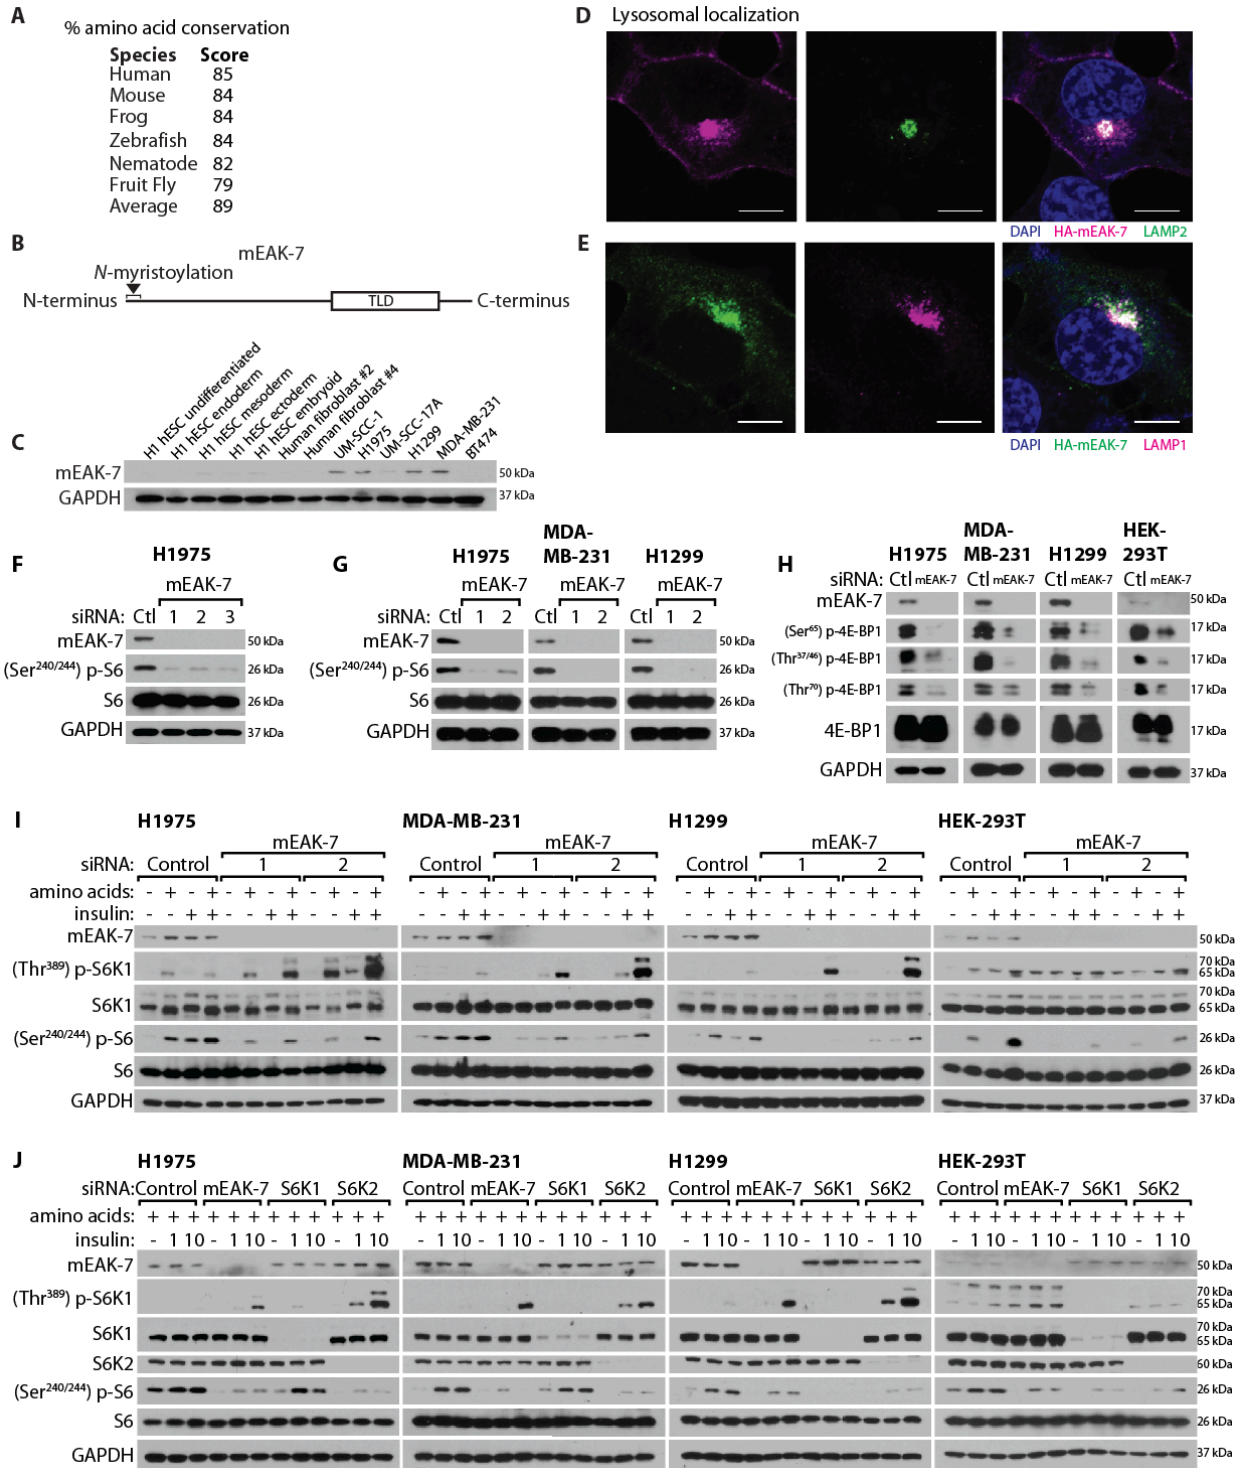 A
% amino acid conservation
Species Score
Human 85
Mouse 84
Frog 84
Zebrafish 84
Nematode 82
Fruit Fly 79
Average 89
B
mEAK-7
N-myristoylation
N-terminus TLD C-terminus
C
H1 hESC undifferentiated
H1 hESC endoderm
H1 hESC mesoderm
H1 hESC ectoderm
H1 hESC embryoid
Human fibroblast #2
Human fibroblast #4
UM-SCC-1
H1975
UM-SCC-17A
H1299
MDA-MB-231
BT474
mEAK-7 50 kDa
GAPDH 37 kDa
D Lysosomal localization
DAPI HA-mEAK-7 LAMP2
E
DAPI HA-mEAK-7 LAMP1
F
H1975
mEAK-7
siRNA: Ctl 1 2 3
mEAK-7 50 kDa
(Ser240/244) p-S6 26 kDa
S6 26 kDa
GAPDH 37 kDa
G
H1975 MDA-MB-231 H1299
mEAK-7 mEAK-7 mEAK-7
siRNA: Ctl 1 2 Ctl 1 2 Ctl 1 2
mEAK-7 50 kDa
(Ser240/244) p-S6 26 kDa
S6 26 kDa
GAPDH 37 kDa
H
H1975 MDA-MB-231 H1299 HEK-293T
siRNA: Ctl mEAK-7 Ctl mEAK-7 Ctl mEAK-7 Ctl mEAK-7
mEAK-7 50 kDa
(Ser65) p-4E-BP1 17 kDa
(Thr37/46) p-4E-BP1 17 kDa
(Thr70) p-4E-BP1 17 kDa
4E-BP1 17 kDa
GAPDH 37 kDa
I
H1975 MDA-MB-231 H1299 HEK-293T
mEAK-7 mEAK-7 mEAK-7 mEAK-7
siRNA: Control 1 2 Control 1 2 Control 1 2 Control 1 2
amino acids: - + - + - + - + - + - + - + - + - + - + - + - + - + - + - + - + - + - + - + - + - + - + - + - +
insulin: - - + + - - + + - - + + - - + + - - + + - - + + - - + + - - + + - - + + - - + + - - + + - - + +
mEAK-7 50 kDa
(Thr389) p-S6K1 70 kDa 65 kDa
S6K1 70 kDa 65 kDa
(Ser240/244) p-S6 26 kDa
S6 26 kDa
GAPDH 37 kDa
J
H1975 MDA-MB-231 H1299 HEK-293T
siRNA: Control mEAK-7 S6K1 S6K2 Control mEAK-7 S6K1 S6K2 Control mEAK-7 S6K1 S6K2 Control mEAK-7 S6K1 S6K2
amino acids: + + + + + + + + + + + + + + + + + + + + + + + + + + + + + + + + + + + + + + + + + + + + + + + +
insulin: - 1 10 - 1 10 - 1 10 - 1 10 - 1 10 - 1 10 - 1 10 - 1 10 - 1 10 - 1 10 - 1 10 - 1 10 - 1 10 - 1 10 - 1 10 - 1 10
mEAK-7 50 kDa
(Thr389) p-S6K1 70 kDa 65 kDa
S6K1 70 kDa 65 kDa
S6K2 60 kDa
(Ser240/244) p-S6 26 kDa
S6 26 kDa
GAPDH 37 kDa